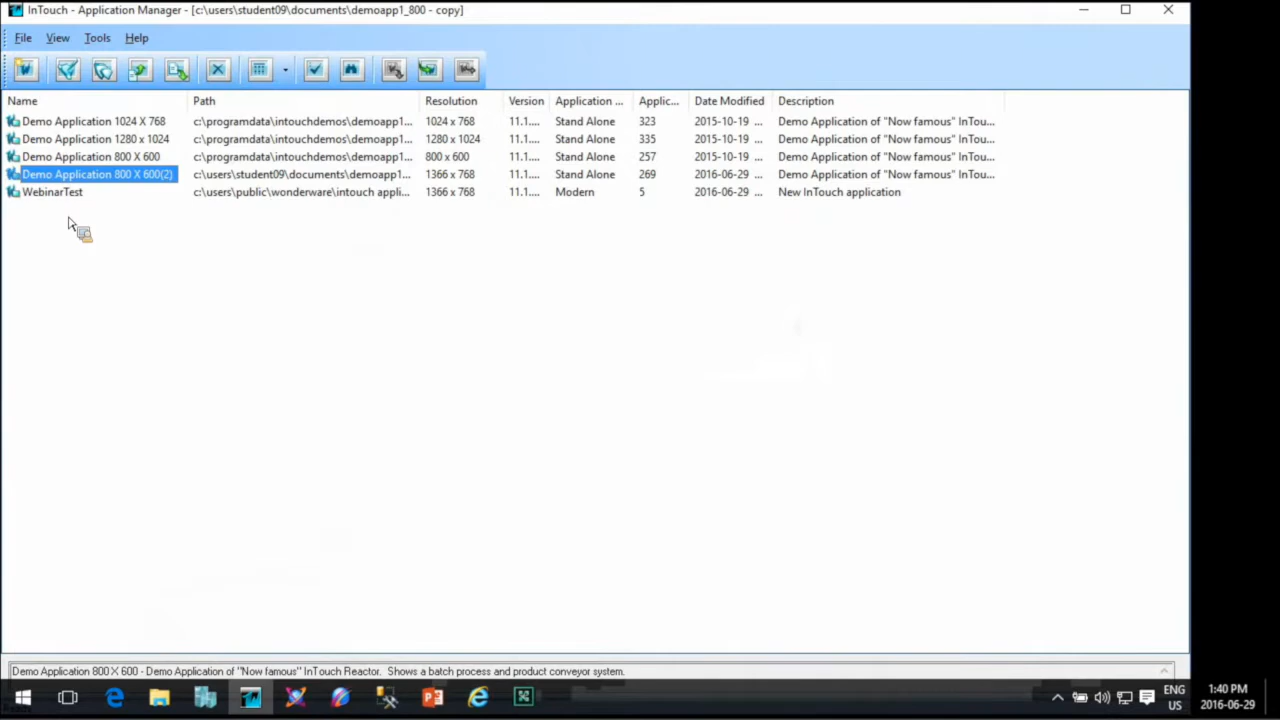 InTouch - Application Manager - [c:\users\student09\documents\demoapp1_800 - copy]
File View Tools Help
Name Path Resolution Version Application ... Applic... Date Modified Description
Demo Application 1024 X 768 c:\programdata\intouchdemos\demoapp1... 1024 x 768 11.1.... Stand Alone 323 2015-10-19 ... Demo Application of "Now famous" InTou...
Demo Application 1280 x 1024 c:\programdata\intouchdemos\demoapp1... 1280 x 1024 11.1.... Stand Alone 335 2015-10-19 ... Demo Application of "Now famous" InTou...
Demo Application 800 X 600 c:\programdata\intouchdemos\demoapp1... 800 x 600 11.1.... Stand Alone 257 2015-10-19 ... Demo Application of "Now famous" InTou...
Demo Application 800 X 600(2) c:\users\student09\documents\demoapp1... 1366 x 768 11.1.... Stand Alone 269 2016-06-29 ... Demo Application of "Now famous" InTou...
WebinarTest c:\users\public\wonderware\intouch appli... 1366 x 768 11.1.... Modern 5 2016-06-29 ... New InTouch application
Demo Application 800 X 600 - Demo Application of "Now famous" InTouch Reactor. Shows a batch process and product conveyor system.
ENG 1:40 PM
US 2016-06-29